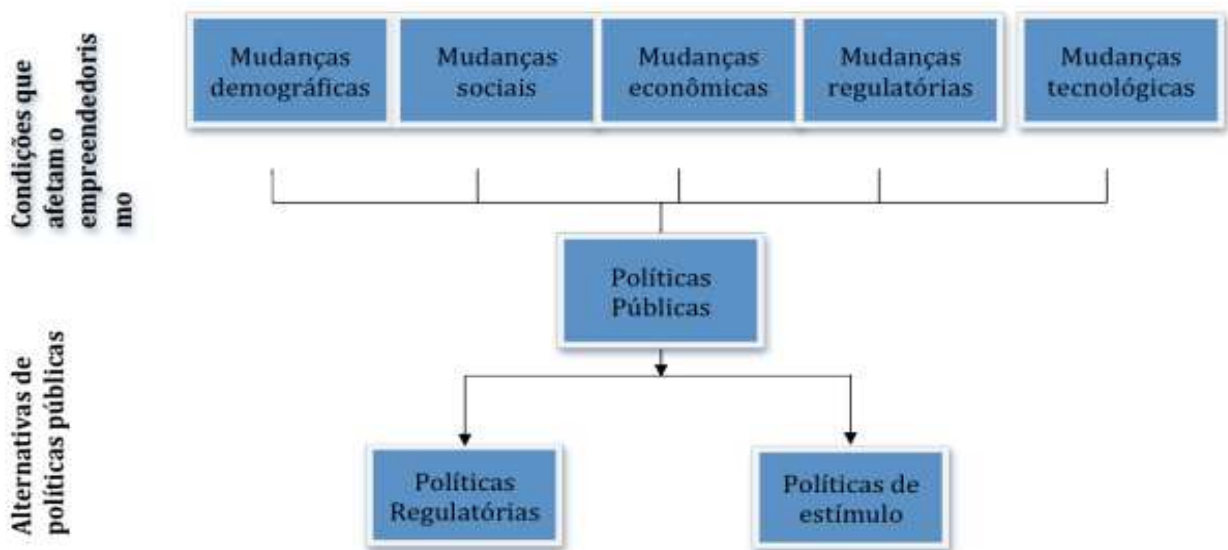 Condições que
afetam o
empreendedoris
mo
Mudanças
demográficas
Mudanças
sociais
Mudanças
econômicas
Mudanças
regulatórias
Mudanças
tecnológicas
Políticas
Públicas
Alternativas de
políticas públicas
Políticas
Regulatórias
Políticas de
estímulo